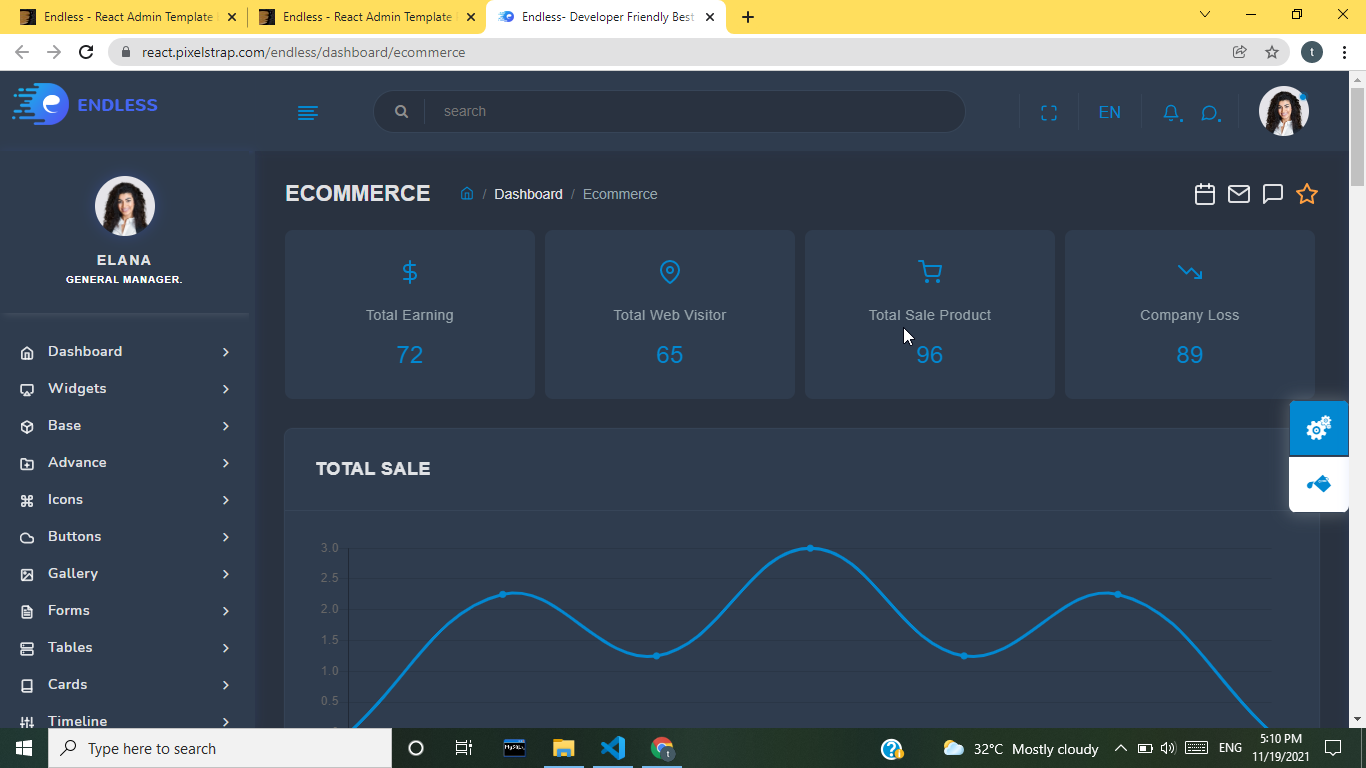 Endless - React Admin Template
Endless - React Admin Template
Endless- Developer Friendly Best
react.pixelstrap.com/endless/dashboard/ecommerce
t
ENDLESS
search
EN
ELANA
GENERAL MANAGER.
Dashboard
Widgets
Base
Advance
Icons
Buttons
Gallery
Forms
Tables
Cards
Timeline
ECOMMERCE
/ Dashboard / Ecommerce
Total Earning
72
Total Web Visitor
65
Total Sale Product
96
Company Loss
89
TOTAL SALE
3.0
2.5
2.0
1.5
1.0
0.5
Type here to search
MySQL
t
32°C Mostly cloudy
ENG
5:10 PM
11/19/2021